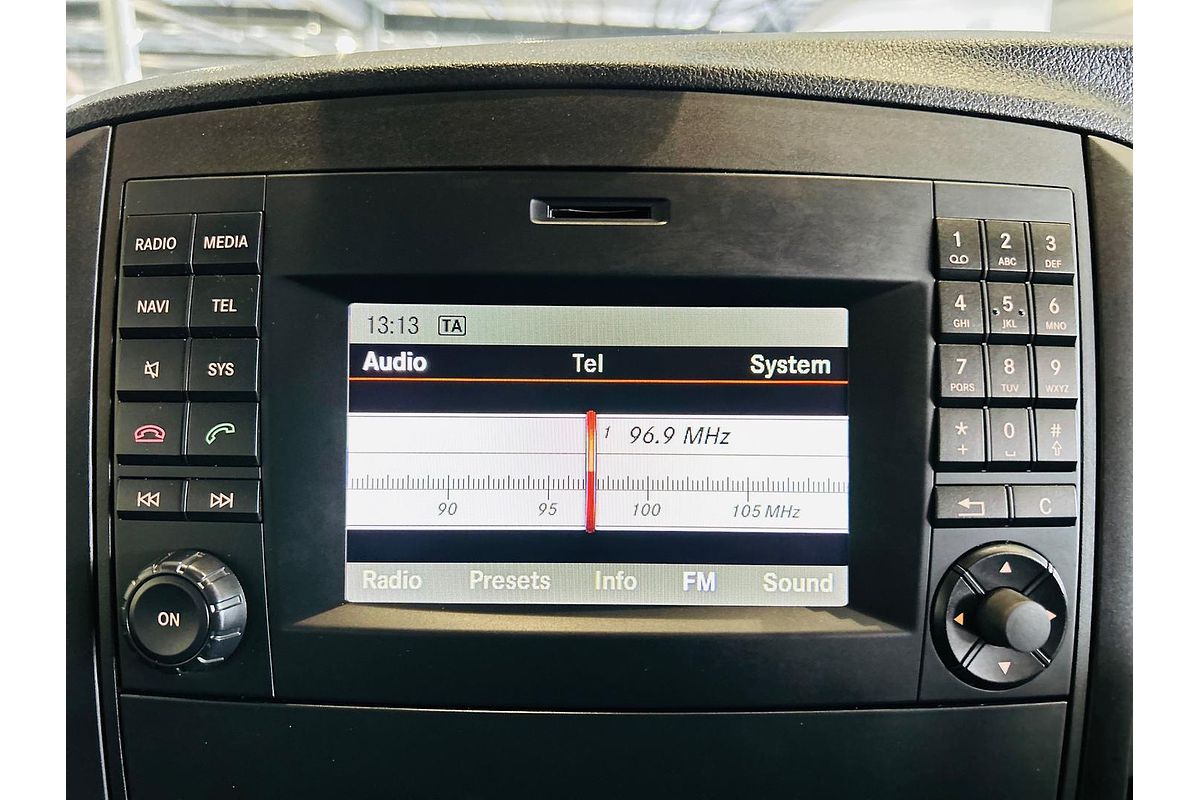 RADIO MEDIA
NAVI TEL
SYS
ON
13:13 TA
Audio Tel System
1 96.9 MHz
90 95 100 105 MHz
Radio Presets Info FM Sound
1 2 ABC 3 DEF
4 GHI 5 JKL 6 MNO
7 PQRS 8 TUV 9 WXYZ
* + 0 #
C